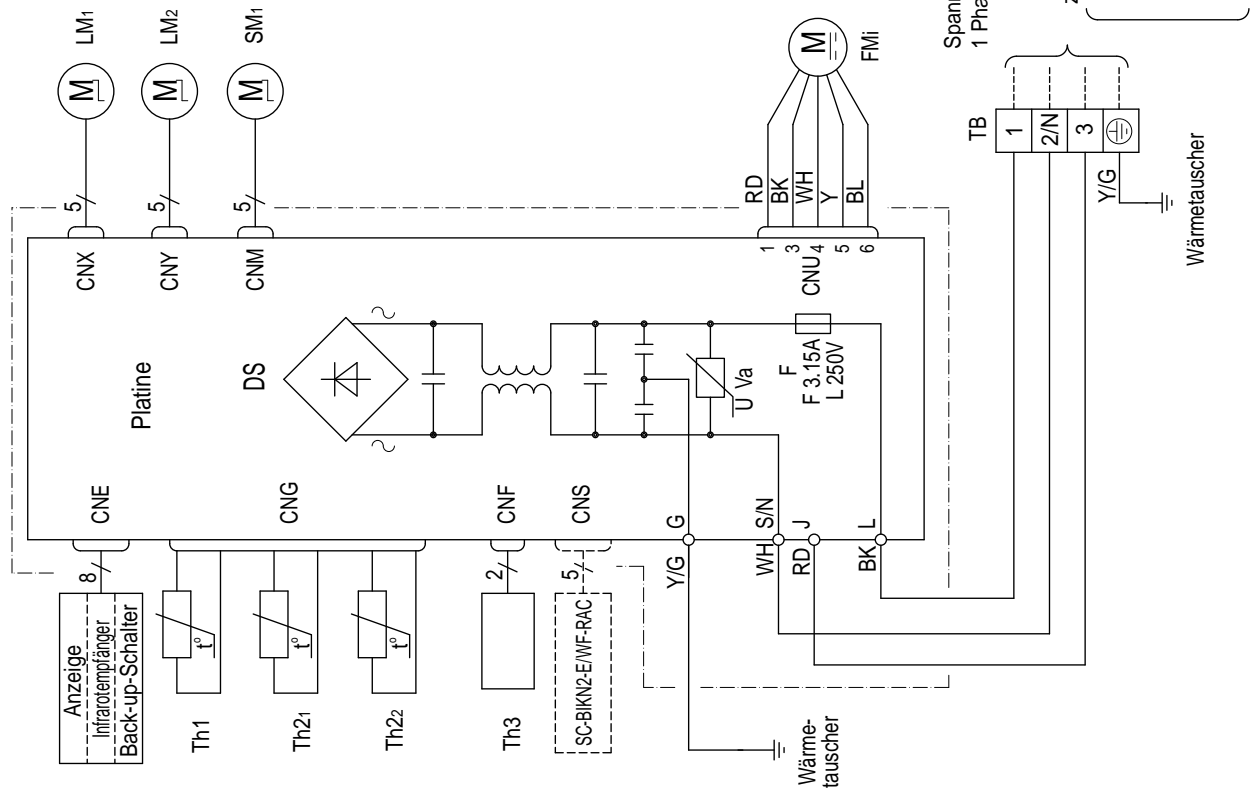 LM1
LM2
SM1
M
M
M
5
5
5
CNX
CNY
CNM
M
FMi
RD
BK
WH
Y
BL
1
3
4
5
6
CNU
Platine
DS
F
F 3.15A
L 250V
U
Va
CNE
CNG
CNF
CNS
8
2
5
Anzeige
Infrarotempfänger
Back-up-Schalter
Th1
t°
Th21
t°
Th22
t°
Th3
SC-BIKN2-E/WF-RAC
Y/G
G
WH
S/N
RD
J
BK
L
Wärme-
tauscher
TB
1
2/N
3
Y/G
Wärmetauscher
Spann
1 Pha